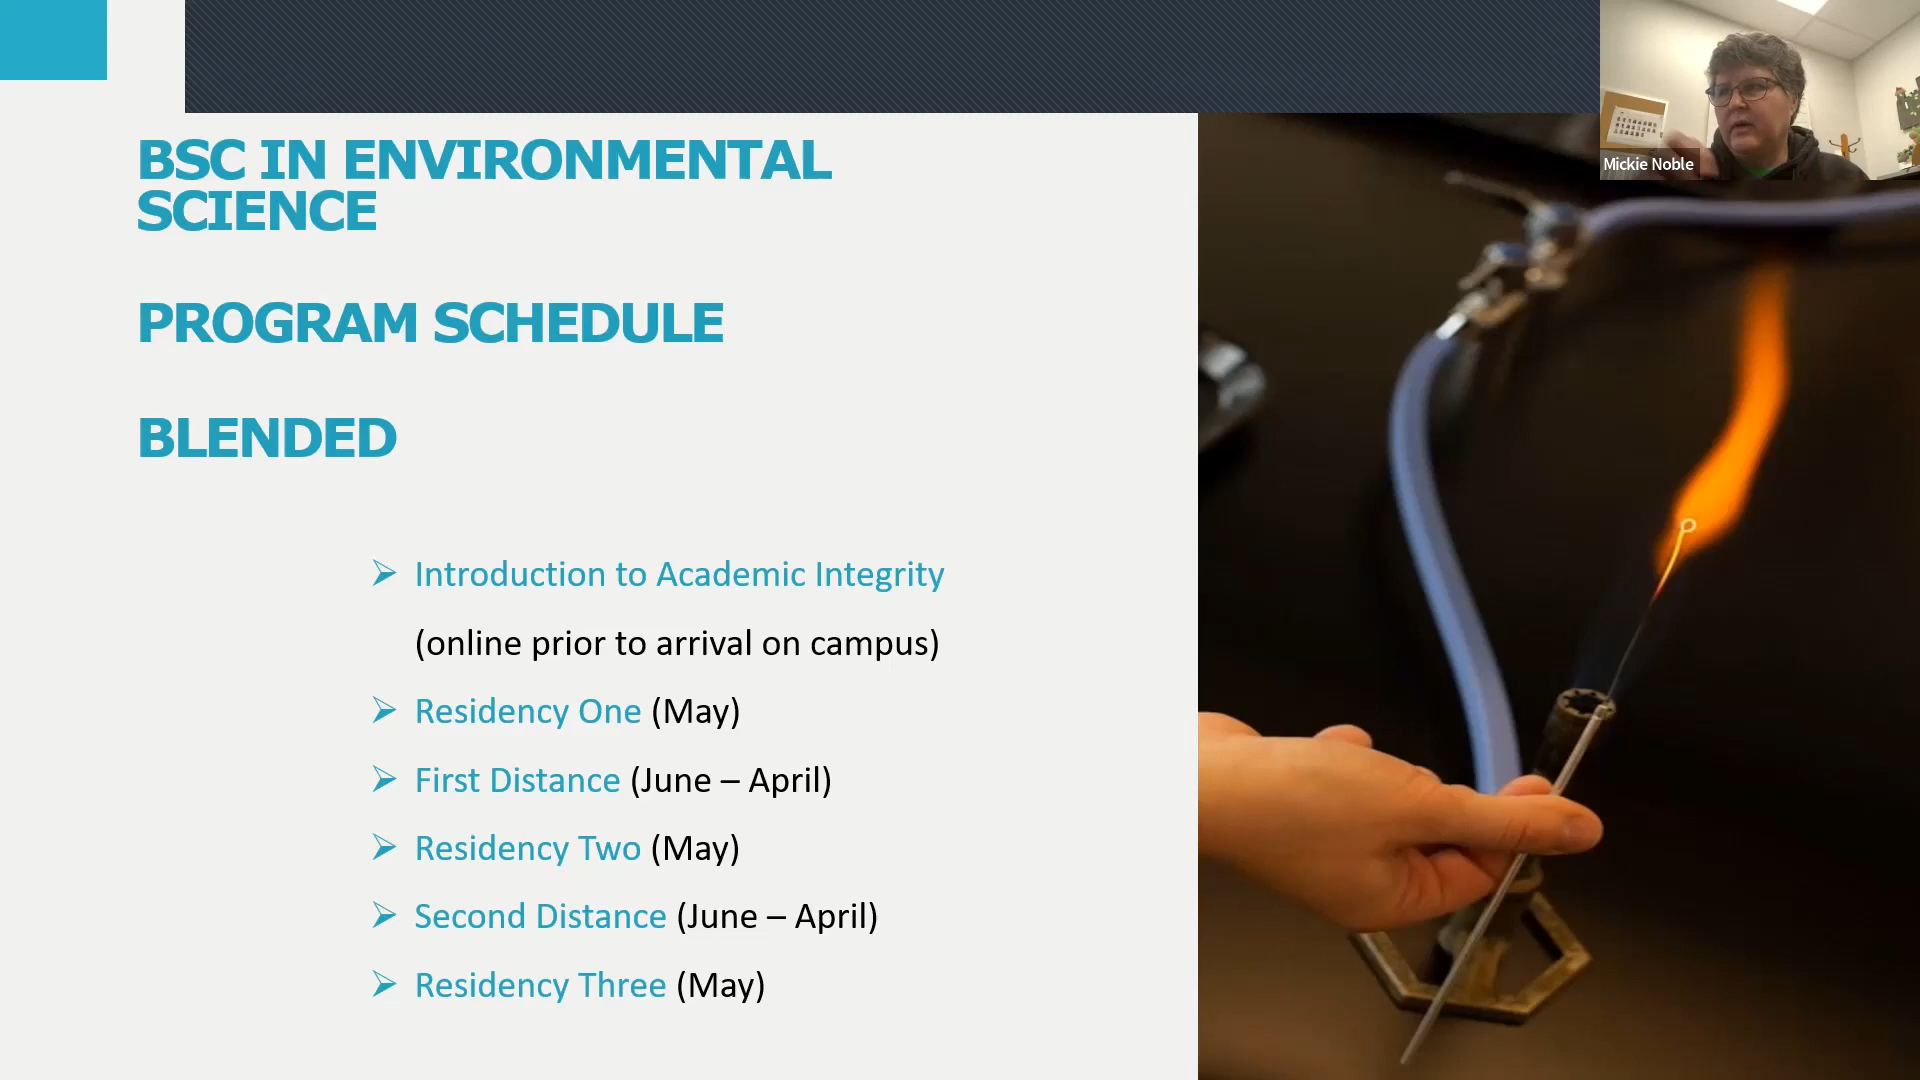 BSC IN ENVIRONMENTAL
SCIENCE
PROGRAM SCHEDULE
BLENDED
Introduction to Academic Integrity
(online prior to arrival on campus)
Residency One (May)
First Distance (June – April)
Residency Two (May)
Second Distance (June – April)
Residency Three (May)
Mickie Noble